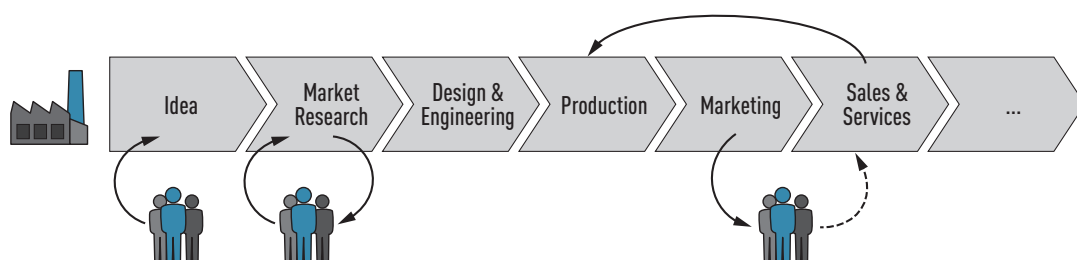 Idea
Market
Research
Design &
Engineering
Production
Marketing
Sales &
Services
...